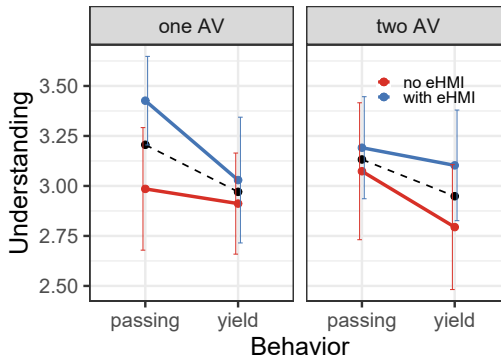 one AV
two AV
no eHMI
with eHMI
Understanding
3.50
3.25
3.00
2.75
2.50
passing
yield
passing
yield
Behavior